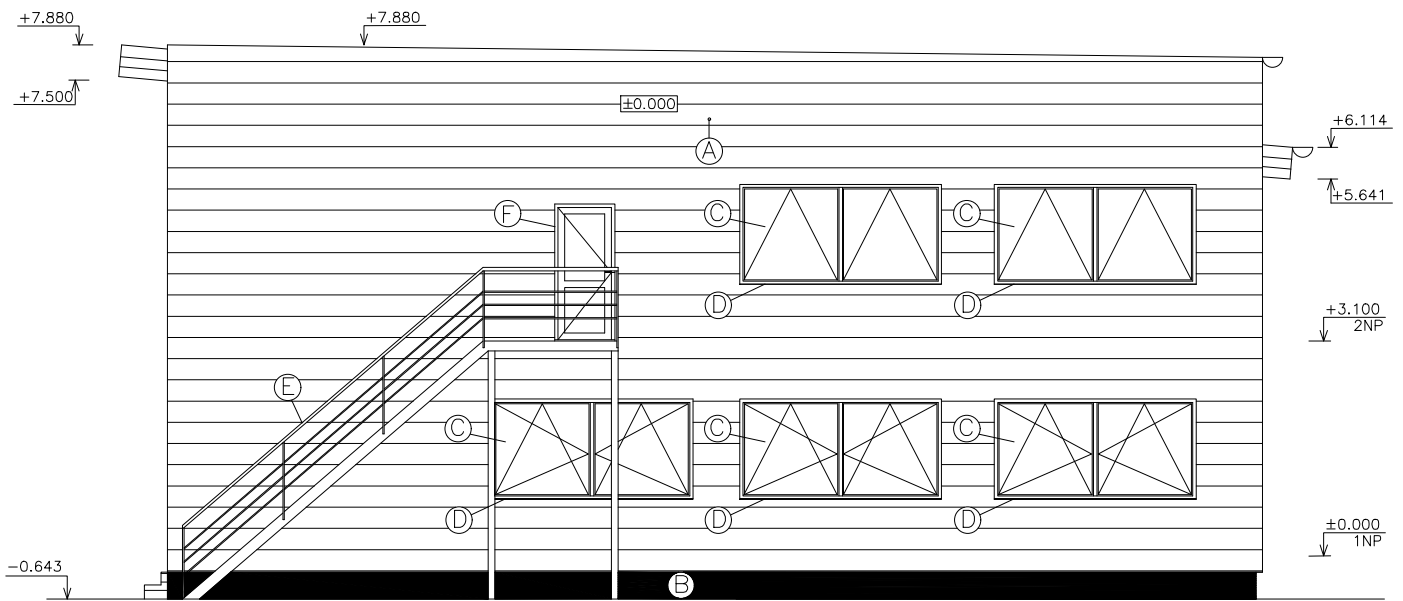 +7.880
+7.880
+7.500
±0.000
A
+6.114
+5.641
F
C
C
D
D
+3.100
2NP
E
C
C
C
D
D
D
±0.000
1NP
-0.643
B